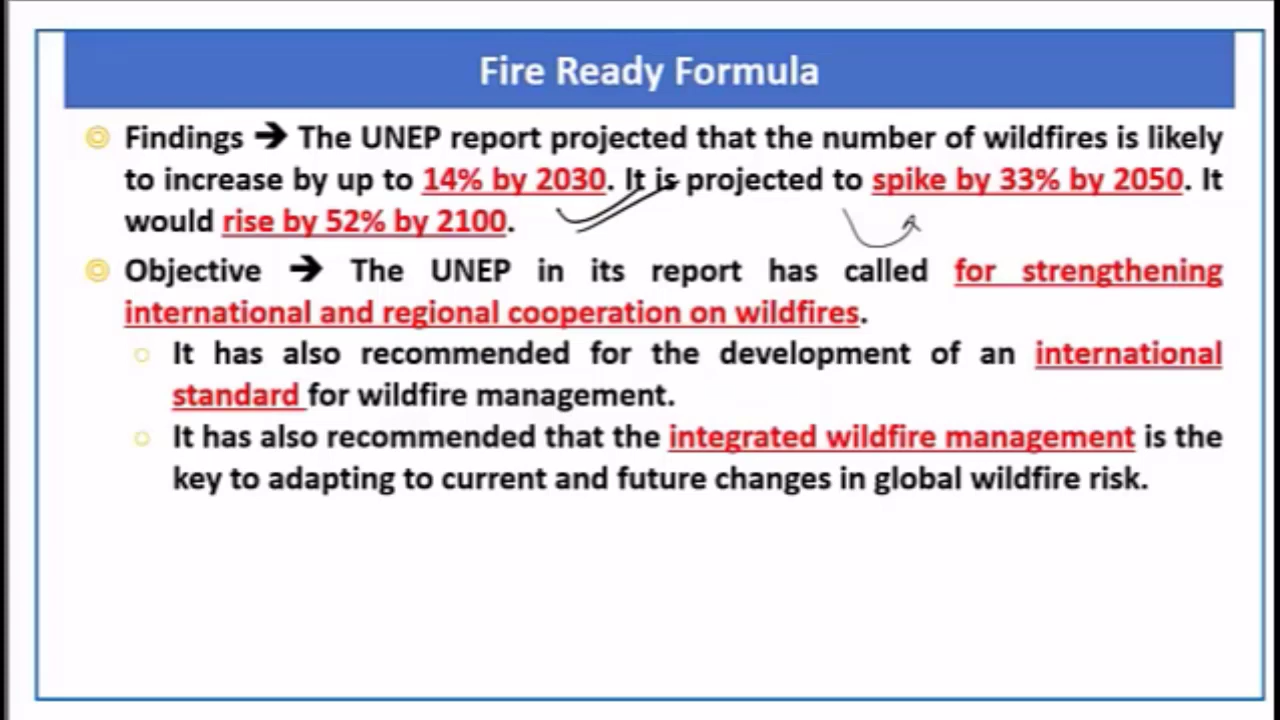 Fire Ready Formula
Findings → The UNEP report projected that the number of wildfires is likely
to increase by up to 14% by 2030. It is projected to spike by 33% by 2050. It
would rise by 52% by 2100.
Objective → The UNEP in its report has called for strengthening
international and regional cooperation on wildfires.
It has also recommended for the development of an international
standard for wildfire management.
It has also recommended that the integrated wildfire management is the
key to adapting to current and future changes in global wildfire risk.